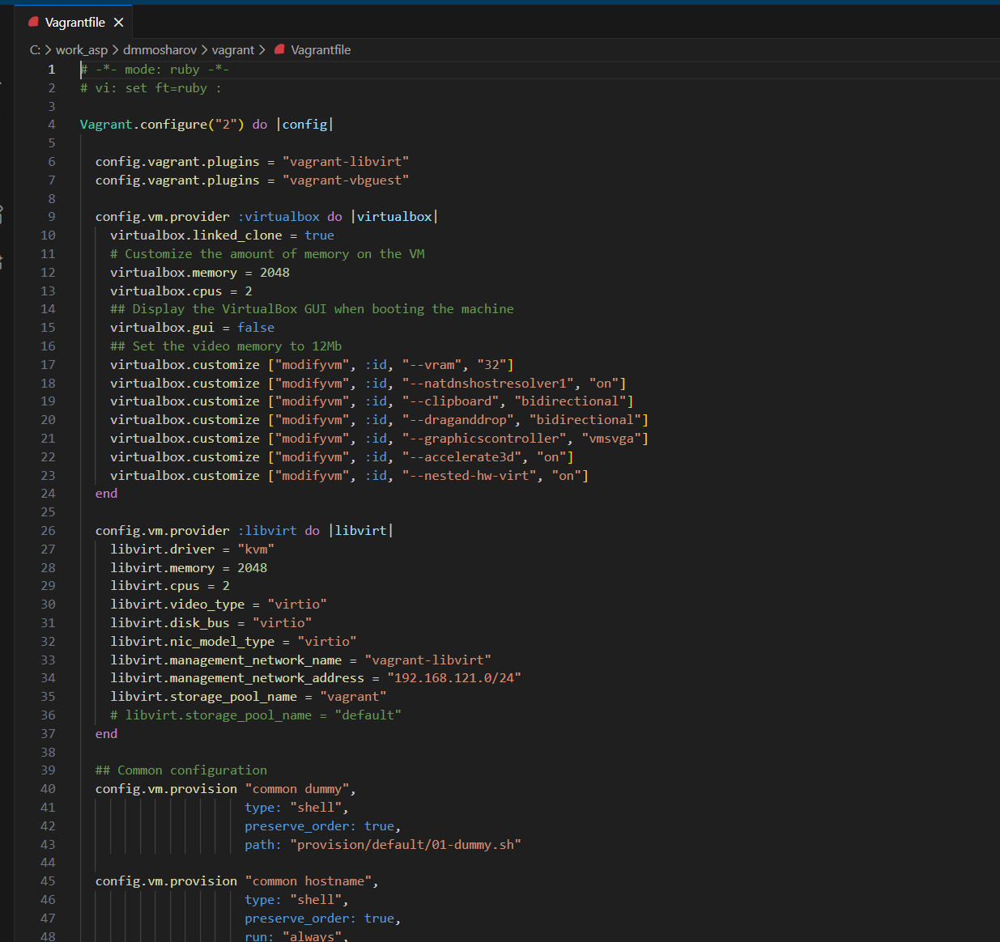 Vagrantfile
C: > work_asp > dmmosharov > vagrant > Vagrantfile
1 # -*- mode: ruby -*-
2 # vi: set ft=ruby :
3
4 Vagrant.configure("2") do |config|
5
6 config.vagrant.plugins = "vagrant-libvirt"
7 config.vagrant.plugins = "vagrant-vbguest"
8
9 config.vm.provider :virtualbox do |virtualbox|
10 virtualbox.linked_clone = true
11 # Customize the amount of memory on the VM
12 virtualbox.memory = 2048
13 virtualbox.cpus = 2
14 ## Display the VirtualBox GUI when booting the machine
15 virtualbox.gui = false
16 ## Set the video memory to 12Mb
17 virtualbox.customize ["modifyvm", :id, "--vram", "32"]
18 virtualbox.customize ["modifyvm", :id, "--natdnshostresolver1", "on"]
19 virtualbox.customize ["modifyvm", :id, "--clipboard", "bidirectional"]
20 virtualbox.customize ["modifyvm", :id, "--draganddrop", "bidirectional"]
21 virtualbox.customize ["modifyvm", :id, "--graphicscontroller", "vmsvga"]
22 virtualbox.customize ["modifyvm", :id, "--accelerate3d", "on"]
23 virtualbox.customize ["modifyvm", :id, "--nested-hw-virt", "on"]
24 end
25
26 config.vm.provider :libvirt do |libvirt|
27 libvirt.driver = "kvm"
28 libvirt.memory = 2048
29 libvirt.cpus = 2
30 libvirt.video_type = "virtio"
31 libvirt.disk_bus = "virtio"
32 libvirt.nic_model_type = "virtio"
33 libvirt.management_network_name = "vagrant-libvirt"
34 libvirt.management_network_address = "192.168.121.0/24"
35 libvirt.storage_pool_name = "vagrant"
36 # libvirt.storage_pool_name = "default"
37 end
38
39 ## Common configuration
40 config.vm.provision "common dummy",
41 type: "shell",
42 preserve_order: true,
43 path: "provision/default/01-dummy.sh"
44
45 config.vm.provision "common hostname",
46 type: "shell",
47 preserve_order: true,
48 run: "always",